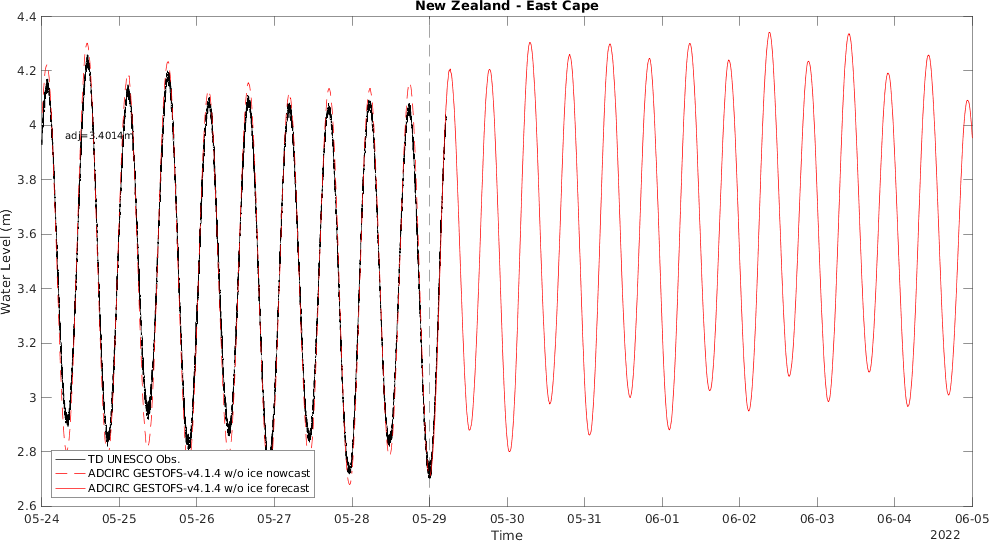 New Zealand - East Cape
Water Level (m)
4.4
4.2
4
3.8
3.6
3.4
3.2
3
2.8
2.6
adj=3.4014m
TD UNESCO Obs.
ADCIRC GESTOFS-v4.1.4 w/o ice nowcast
ADCIRC GESTOFS-v4.1.4 w/o ice forecast
05-24 05-25 05-26 05-27 05-28 05-29 05-30 05-31 06-01 06-02 06-03 06-04 06-05
Time
2022